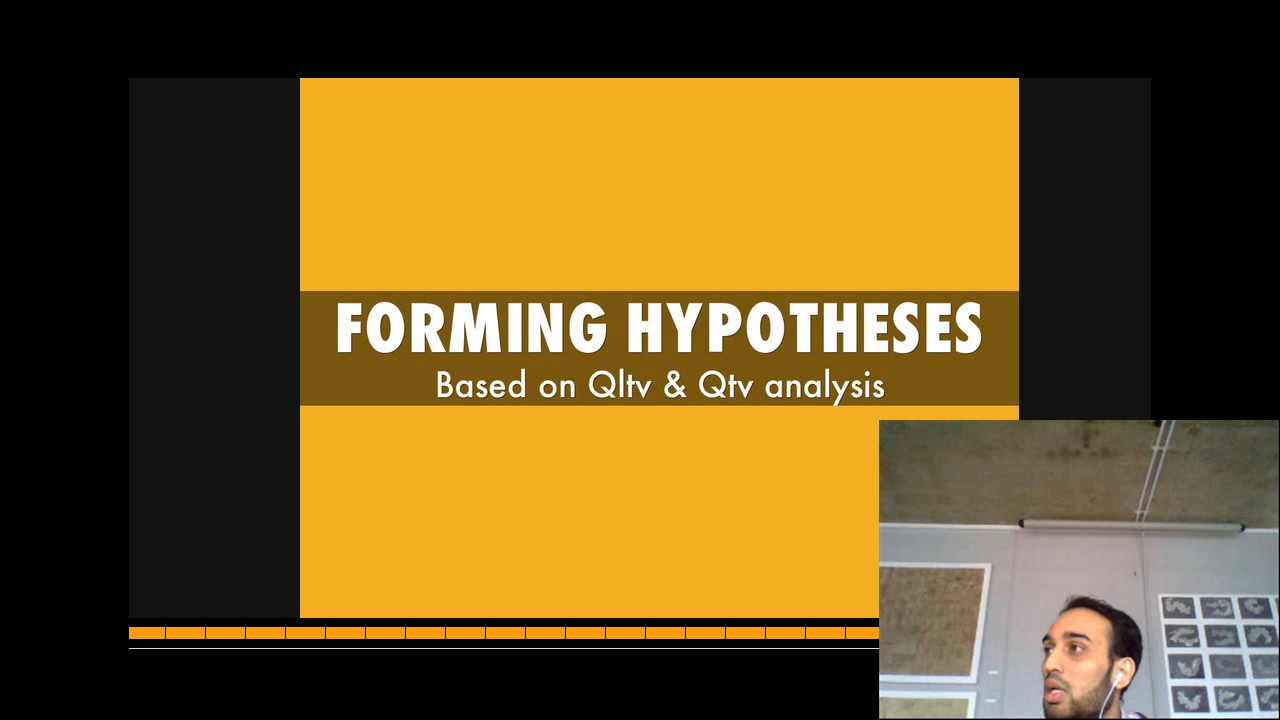 FORMING HYPOTHESES
Based on Qltv & Qtv analysis